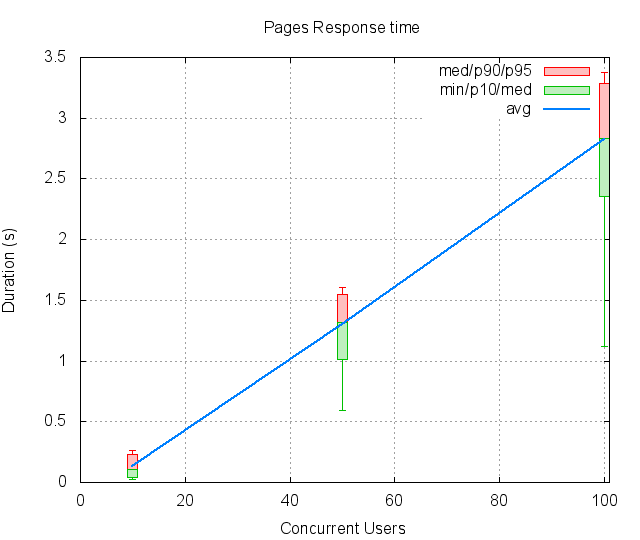 Pages Response time
3.5
3
2.5
2
1.5
1
0.5
0
Duration (s)
med/p90/p95
min/p10/med
avg
0 20 40 60 80 100
Concurrent Users